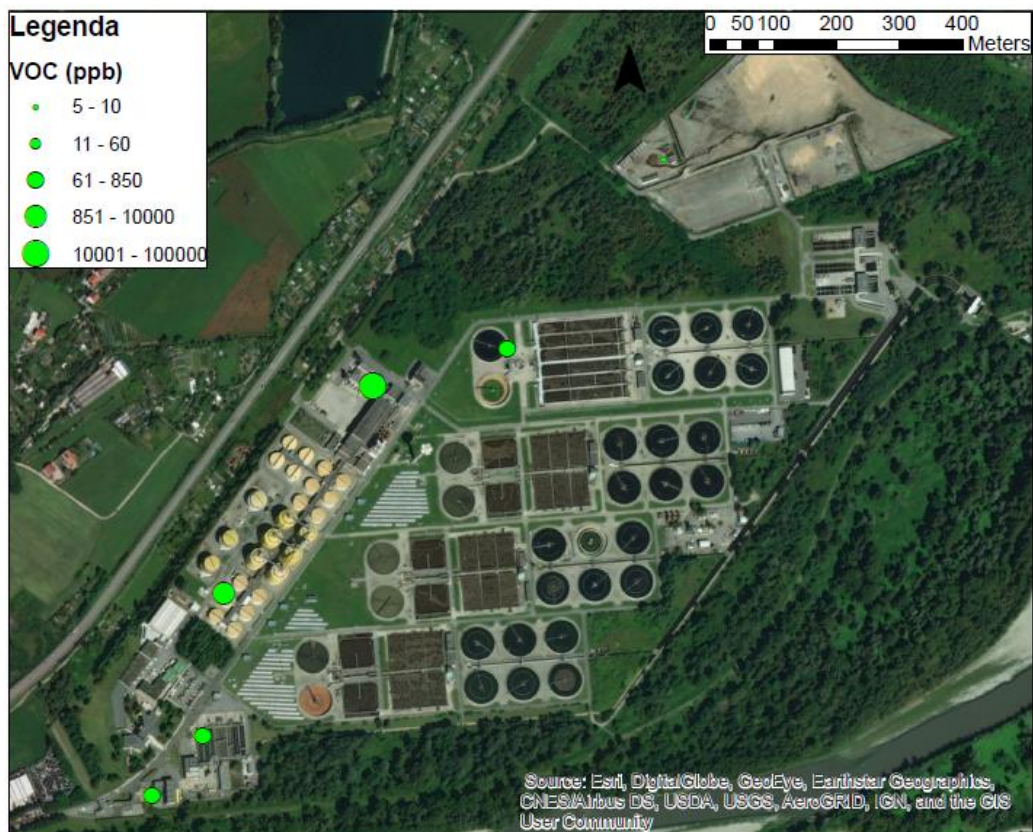 Legenda
VOC (ppb)
5 - 10
11 - 60
61 - 850
851 - 10000
10001 - 100000
0 50 100 200 300 400
Meters
Source: Esri, DigitalGlobe, GeoEye, Earthstar Geographics,
CNES/Airbus DS, USDA, USGS, AeroGRID, IGN, and the GIS
User Community